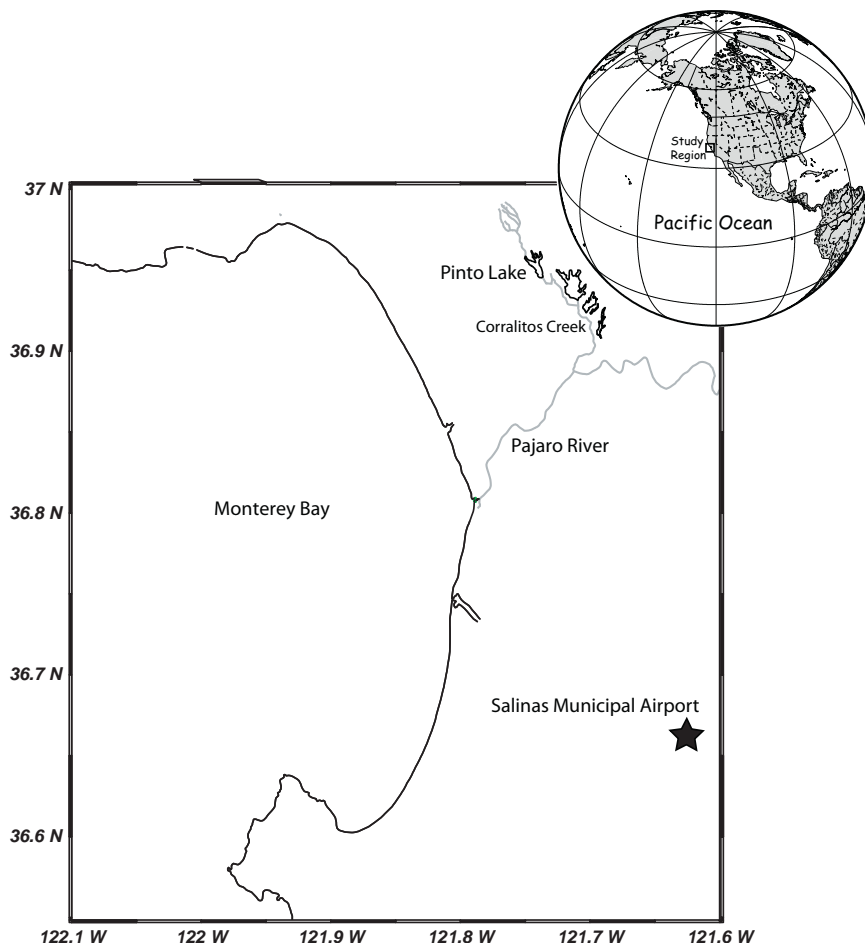 Study
Region
Pacific Ocean
37 N
Pinto Lake
Corralitos Creek
36.9 N
Pajaro River
Monterey Bay
36.8 N
36.7 N
Salinas Municipal Airport
36.6 N
122.1 W
122 W
121.9 W
121.8 W
121.7 W
121.6 W